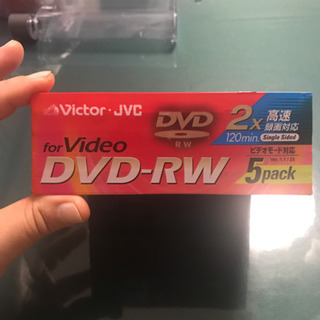 Victor・JVC
DVD
RW
2x
高速
録画対応
120min. Single Sided
for Video
DVD-RW
ビデオモード対応
5pack